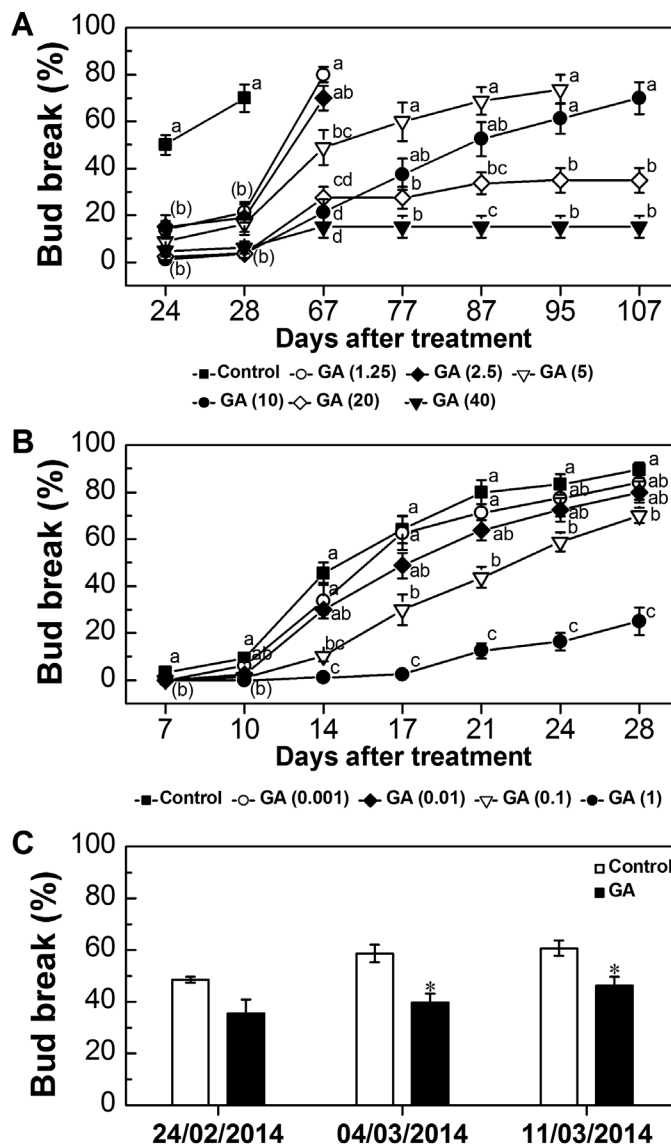 A
Bud break (%)
100
80
60
40
20
0
a
a
a
ab
bc
cd
d
d
(b)
(b)
(b)
(b)
a
ab
b
b
a
ab
bc
c
a
a
b
b
a
b
b
24 28 67 77 87 95 107
Days after treatment
Control GA (1.25) GA (2.5) GA (5)
GA (10) GA (20) GA (40)
B
Bud break (%)
100
80
60
40
20
0
a
(b)
a
ab
(b)
a
a
ab
bc
c
a
a
ab
b
c
a
a
ab
b
c
a
ab
ab
b
c
a
ab
ab
b
c
7 10 14 17 21 24 28
Days after treatment
Control GA (0.001) GA (0.01) GA (0.1) GA (1)
C
Bud break (%)
100
80
60
40
20
0
Control
GA
*
*
24/02/2014 04/03/2014 11/03/2014